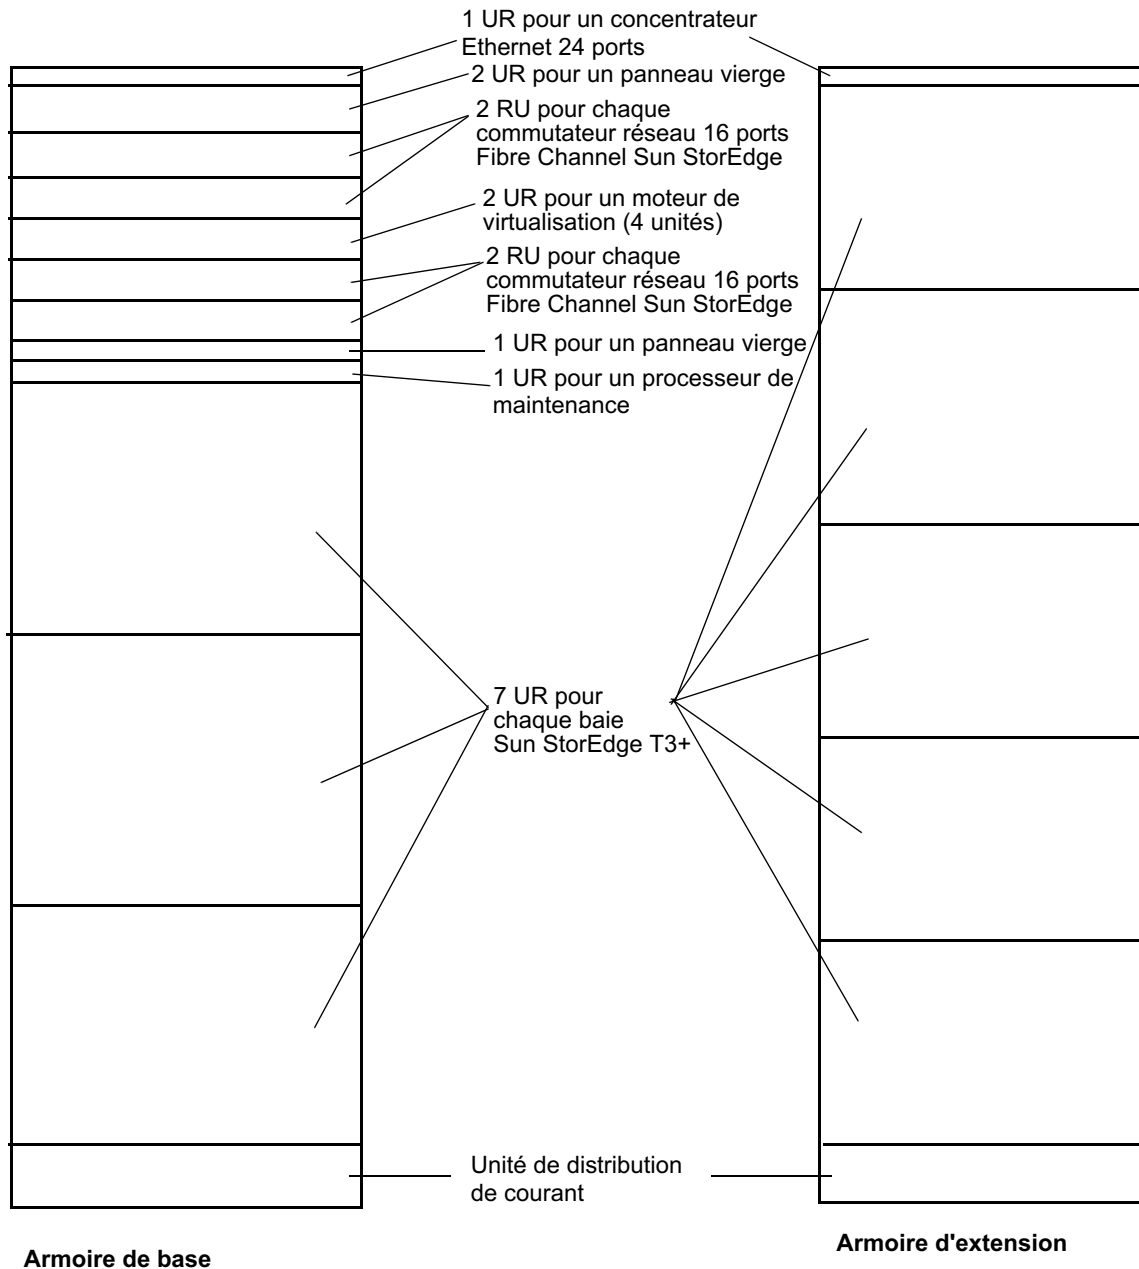 1 UR pour un concentrateur
Ethernet 24 ports
2 UR pour un panneau vierge
2 RU pour chaque
commutateur réseau 16 ports
Fibre Channel Sun StorEdge
2 UR pour un moteur de
virtualisation (4 unités)
2 RU pour chaque
commutateur réseau 16 ports
Fibre Channel Sun StorEdge
1 UR pour un panneau vierge
1 UR pour un processeur de
maintenance
7 UR pour
chaque baie
Sun StorEdge T3+
Unité de distribution
de courant
Armoire de base
Armoire d'extension